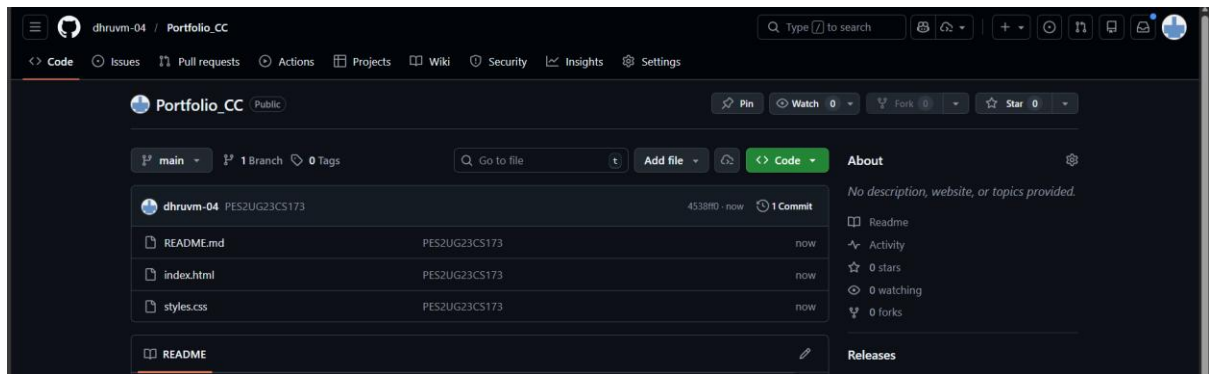 dhruvm-04 / Portfolio_CC
Type / to search
Code Issues Pull requests Actions Projects Wiki Security Insights Settings
Portfolio_CC Public
Pin Watch 0 Fork 0 Star 0
main 1 Branch 0 Tags
Go to file t Add file Code
About
No description, website, or topics provided.
dhruvm-04 PES2UG23CS173 4538ff0 · now 1 Commit
README.md PES2UG23CS173 now
index.html PES2UG23CS173 now
styles.css PES2UG23CS173 now
Readme
Activity
0 stars
0 watching
0 forks
README
Releases